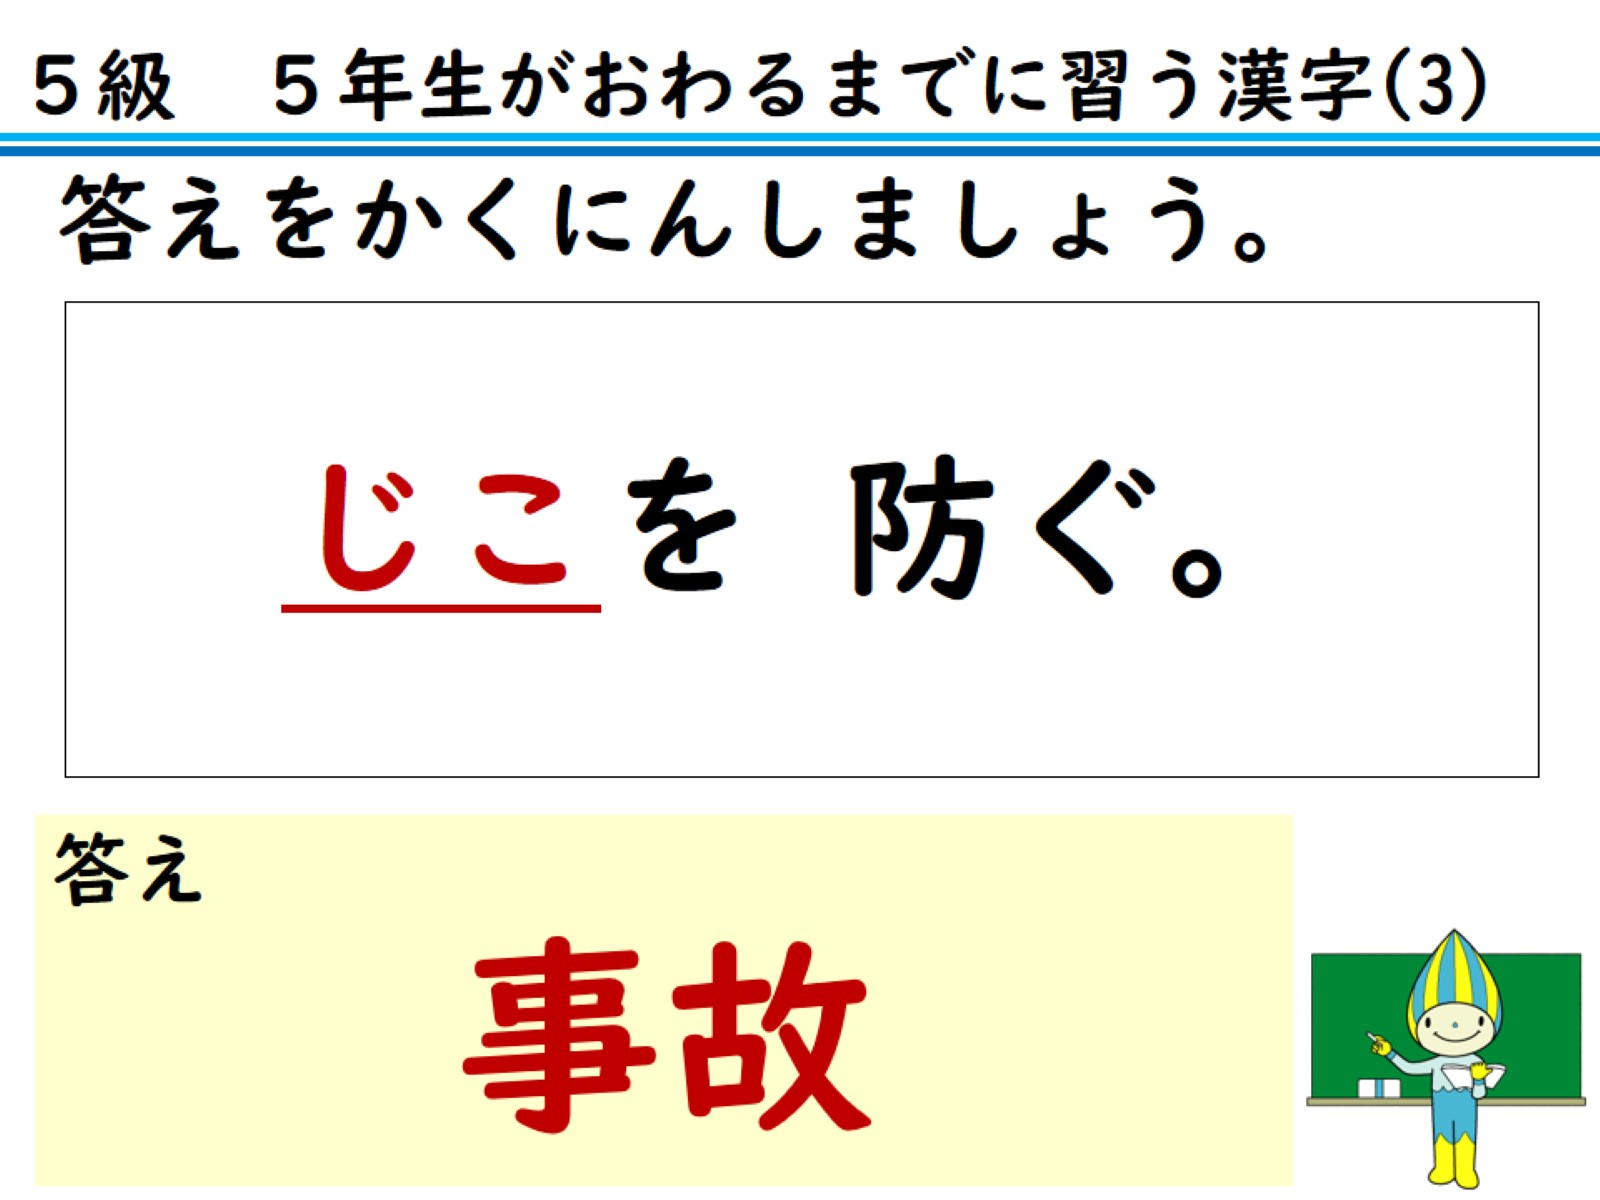 ５級　５年生がおわるまでに習う漢字(3)
答えをかくにんしましょう。
じこを 防ぐ。
答え
事故